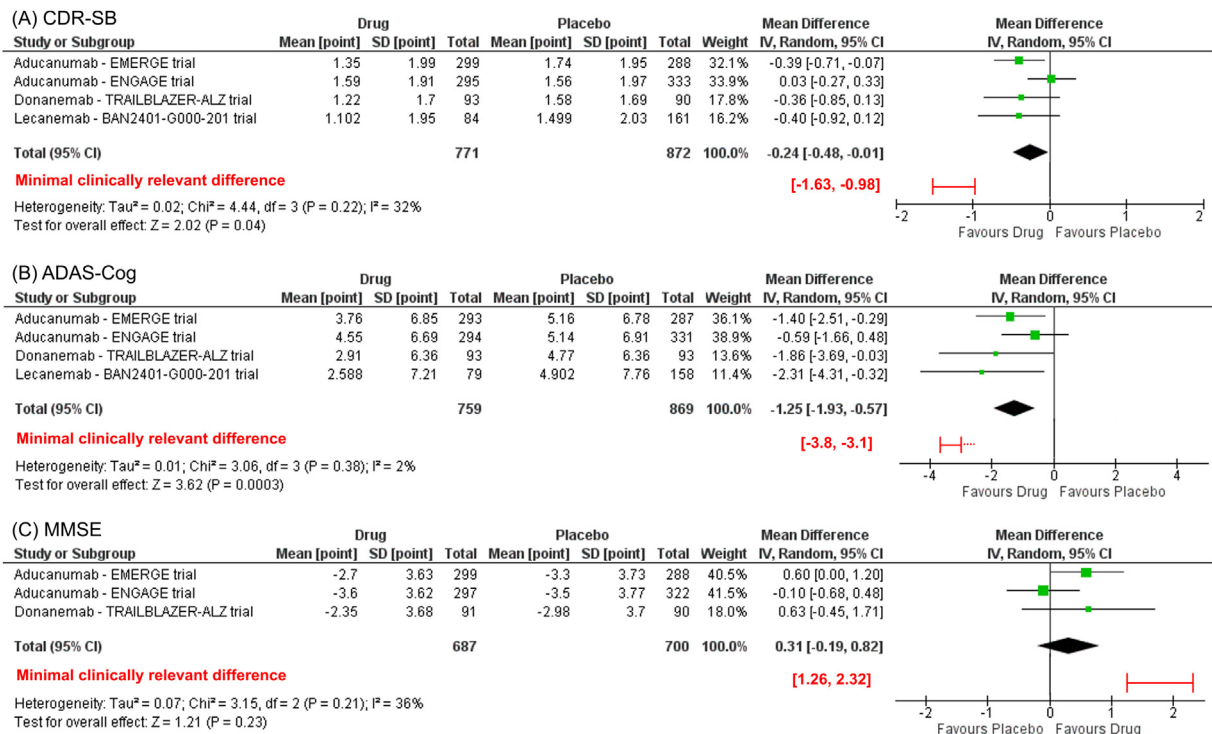 (A) CDR-SB
Drug Placebo Mean Difference Mean Difference
Study or Subgroup Mean [point] SD [point] Total Mean [point] SD [point] Total Weight IV, Random, 95% CI IV, Random, 95% CI
Aducanumab - EMERGE trial 1.35 1.99 299 1.74 1.95 288 32.1% -0.39 [-0.71, -0.07]
Aducanumab - ENGAGE trial 1.59 1.91 295 1.56 1.97 333 33.9% 0.03 [-0.27, 0.33]
Donanemab - TRAILBLAZER-ALZ trial 1.22 1.7 93 1.58 1.69 90 17.8% -0.36 [-0.85, 0.13]
Lecanemab - BAN2401-G000-201 trial 1.102 1.95 84 1.499 2.03 161 16.2% -0.40 [-0.92, 0.12]
Total (95% CI) 771 872 100.0% -0.24 [-0.48, -0.01]
Minimal clinically relevant difference [-1.63, -0.98]
Heterogeneity: Tau² = 0.02; Chi² = 4.44, df = 3 (P = 0.22); I² = 32%
Test for overall effect: Z = 2.02 (P = 0.04)
-2 -1 0 1 2
Favours Drug Favours Placebo
(B) ADAS-Cog
Drug Placebo Mean Difference Mean Difference
Study or Subgroup Mean [point] SD [point] Total Mean [point] SD [point] Total Weight IV, Random, 95% CI IV, Random, 95% CI
Aducanumab - EMERGE trial 3.76 6.85 293 5.16 6.78 287 36.1% -1.40 [-2.51, -0.29]
Aducanumab - ENGAGE trial 4.55 6.69 294 5.14 6.91 331 38.9% -0.59 [-1.66, 0.48]
Donanemab - TRAILBLAZER-ALZ trial 2.91 6.36 93 4.77 6.36 93 13.6% -1.86 [-3.69, -0.03]
Lecanemab - BAN2401-G000-201 trial 2.588 7.21 79 4.902 7.76 158 11.4% -2.31 [-4.31, -0.32]
Total (95% CI) 759 869 100.0% -1.25 [-1.93, -0.57]
Minimal clinically relevant difference [-3.8, -3.1]
Heterogeneity: Tau² = 0.01; Chi² = 3.06, df = 3 (P = 0.38); I² = 2%
Test for overall effect: Z = 3.62 (P = 0.0003)
-4 -2 0 2 4
Favours Drug Favours Placebo
(C) MMSE
Drug Placebo Mean Difference Mean Difference
Study or Subgroup Mean [point] SD [point] Total Mean [point] SD [point] Total Weight IV, Random, 95% CI IV, Random, 95% CI
Aducanumab - EMERGE trial -2.7 3.63 299 -3.3 3.73 288 40.5% 0.60 [0.00, 1.20]
Aducanumab - ENGAGE trial -3.6 3.62 297 -3.5 3.77 322 41.5% -0.10 [-0.68, 0.48]
Donanemab - TRAILBLAZER-ALZ trial -2.35 3.68 91 -2.98 3.7 90 18.0% 0.63 [-0.45, 1.71]
Total (95% CI) 687 700 100.0% 0.31 [-0.19, 0.82]
Minimal clinically relevant difference [1.26, 2.32]
Heterogeneity: Tau² = 0.07; Chi² = 3.15, df = 2 (P = 0.21); I² = 36%
Test for overall effect: Z = 1.21 (P = 0.23)
-2 -1 0 1 2
Favours Placebo Favours Drug